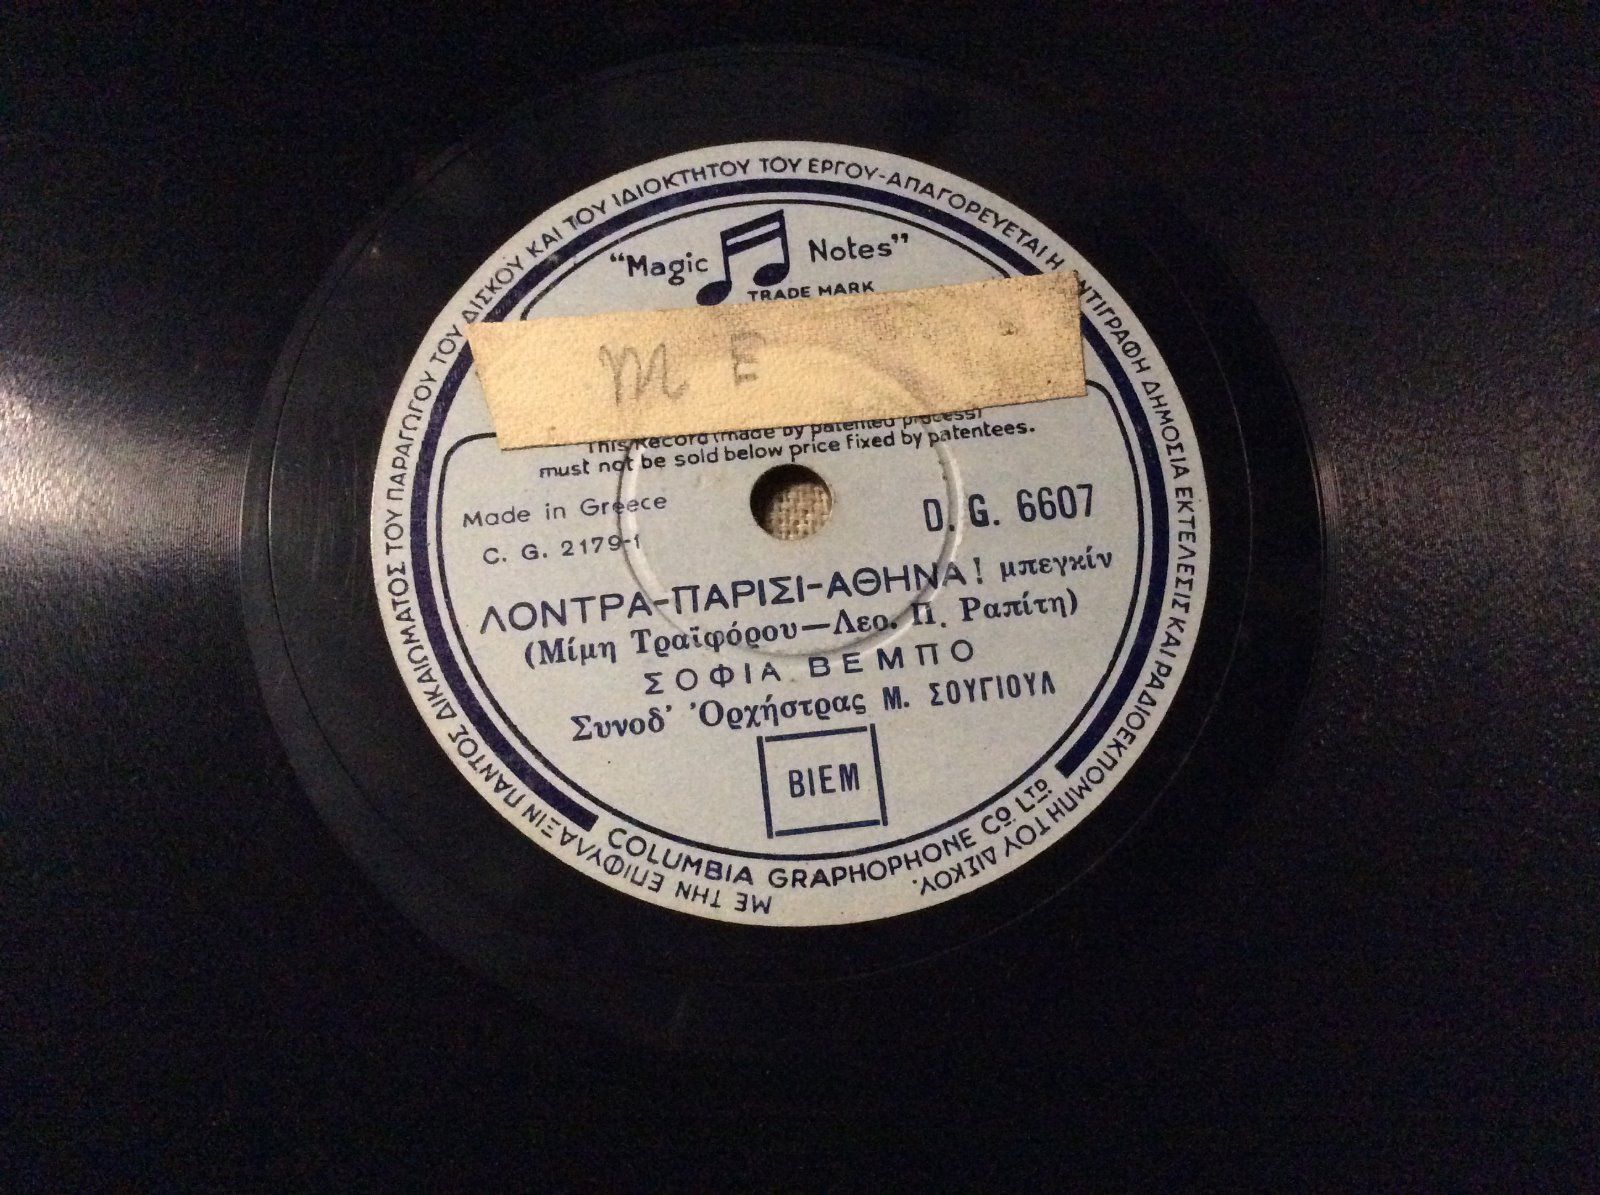 ΜΕ ΤΗΝ ΕΠΙΦΥΛΑΞΙΝ ΠΑΝΤΟΣ ΔΙΚΑΙΩΜΑΤΟΣ ΤΟΥ ΠΑΡΑΓΩΓΟΥ ΤΟΥ ΔΙΣΚΟΥ ΚΑΙ ΤΟΥ ΙΔΙΟΚΤΗΤΟΥ ΤΟΥ ΕΡΓΟΥ-ΑΠΑΓΟΡΕΥΕΤΑΙ Η ΑΝΤΙΓΡΑΦΗ ΔΗΜΟΣΙΑ ΕΚΤΕΛΕΣΙΣ ΚΑΙ ΡΑΔΙΟΕΚΠΟΜΠΗ ΤΟΥ ΔΙΣΚΟΥ.
"Magic Notes"
TRADE MARK
M E
This Record (made by patented process)
must not be sold below price fixed by patentees.
Made in Greece
D. G. 6607
C. G. 2179-1
ΛΟΝΤΡΑ-ΠΑΡΙΣΙ-ΑΘΗΝΑ! μπεγκίν
(Μίμη Τραϊφόρου—Λεο. Π. Ραπίτη)
ΣΟΦΙΑ ΒΕΜΠΟ
Συνοδ' Ὀρχήστρας Μ. ΣΟΥΓΙΟΥΛ
BIEM
COLUMBIA GRAPHOPHONE CO. LTD.